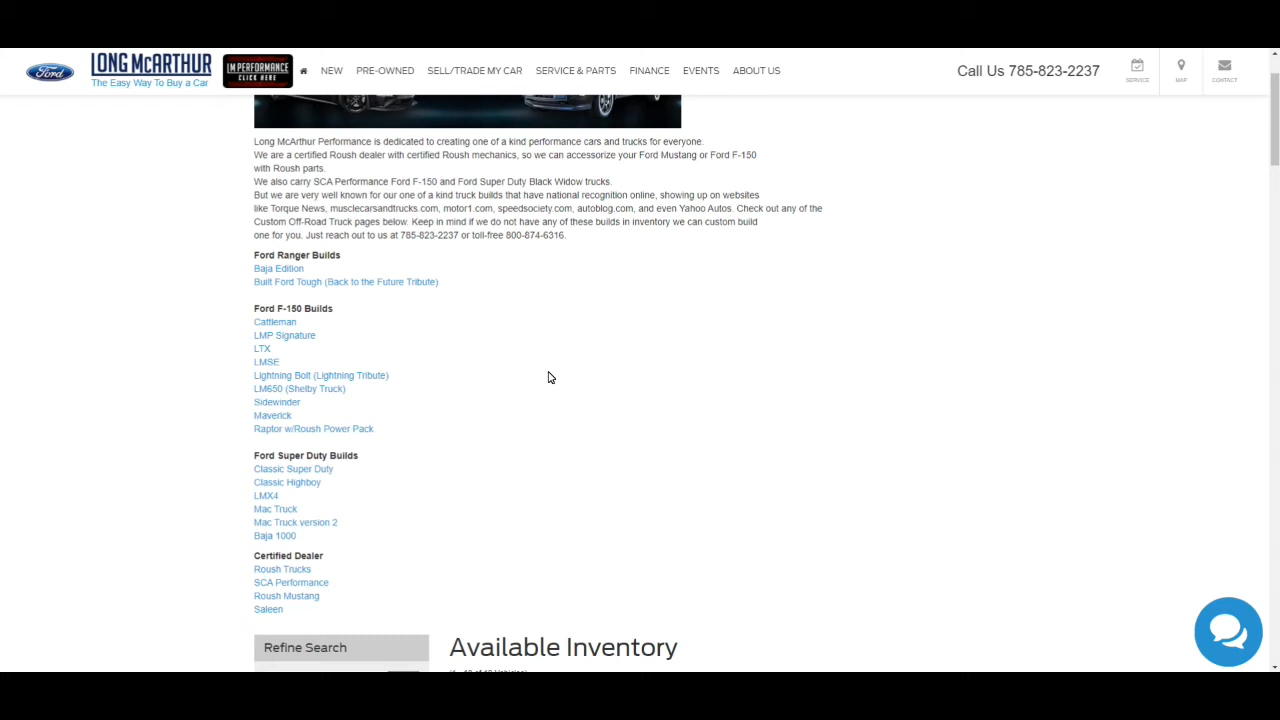 Ford
LONG McARTHUR
The Easy Way To Buy a Car
LM PERFORMANCE
CLICK HERE
NEW
PRE-OWNED
SELL/TRADE MY CAR
SERVICE & PARTS
FINANCE
EVENTS
ABOUT US
Call Us 785-823-2237
SERVICE
MAP
CONTACT
Long McArthur Performance is dedicated to creating one of a kind performance cars and trucks for everyone.
We are a certified Roush dealer with certified Roush mechanics, so we can accessorize your Ford Mustang or Ford F-150
with Roush parts.
We also carry SCA Performance Ford F-150 and Ford Super Duty Black Widow trucks.
But we are very well known for our one of a kind truck builds that have national recognition online, showing up on websites
like Torque News, musclecarsandtrucks.com, motor1.com, speedsociety.com, autoblog.com, and even Yahoo Autos. Check out any of the
Custom Off-Road Truck pages below. Keep in mind if we do not have any of these builds in inventory we can custom build
one for you. Just reach out to us at 785-823-2237 or toll-free 800-874-6316.
Ford Ranger Builds
Baja Edition
Built Ford Tough (Back to the Future Tribute)
Ford F-150 Builds
Cattleman
LMP Signature
LTX
LMSE
Lightning Bolt (Lightning Tribute)
LM650 (Shelby Truck)
Sidewinder
Maverick
Raptor w/Roush Power Pack
Ford Super Duty Builds
Classic Super Duty
Classic Highboy
LMX4
Mac Truck
Mac Truck version 2
Baja 1000
Certified Dealer
Roush Trucks
SCA Performance
Roush Mustang
Saleen
Refine Search
Available Inventory